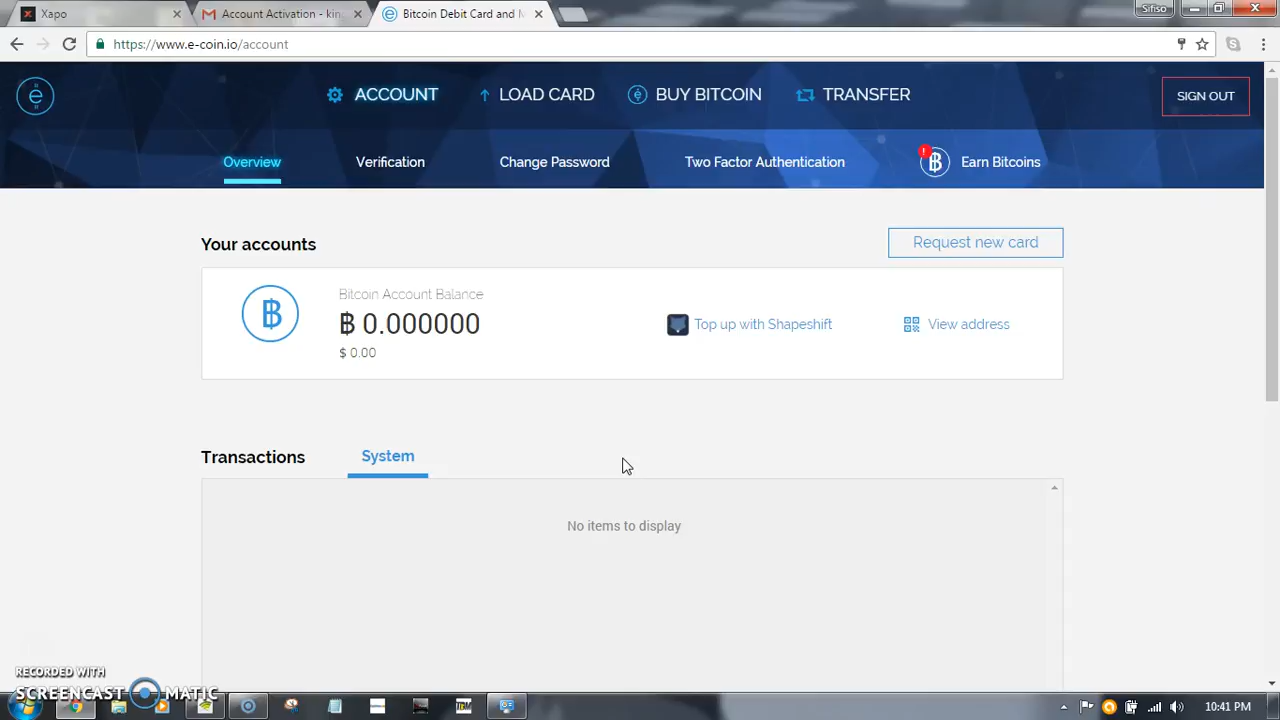 Xapo
Account Activation - kin
Bitcoin Debit Card and M
Sifiso
https://www.e-coin.io/account
ACCOUNT
LOAD CARD
BUY BITCOIN
TRANSFER
SIGN OUT
Overview
Verification
Change Password
Two Factor Authentication
Earn Bitcoins
Your accounts
Request new card
Bitcoin Account Balance
฿ 0.000000
$ 0.00
Top up with Shapeshift
View address
Transactions
System
No items to display
RECORDED WITH
SCREENCAST MATIC
10:41 PM